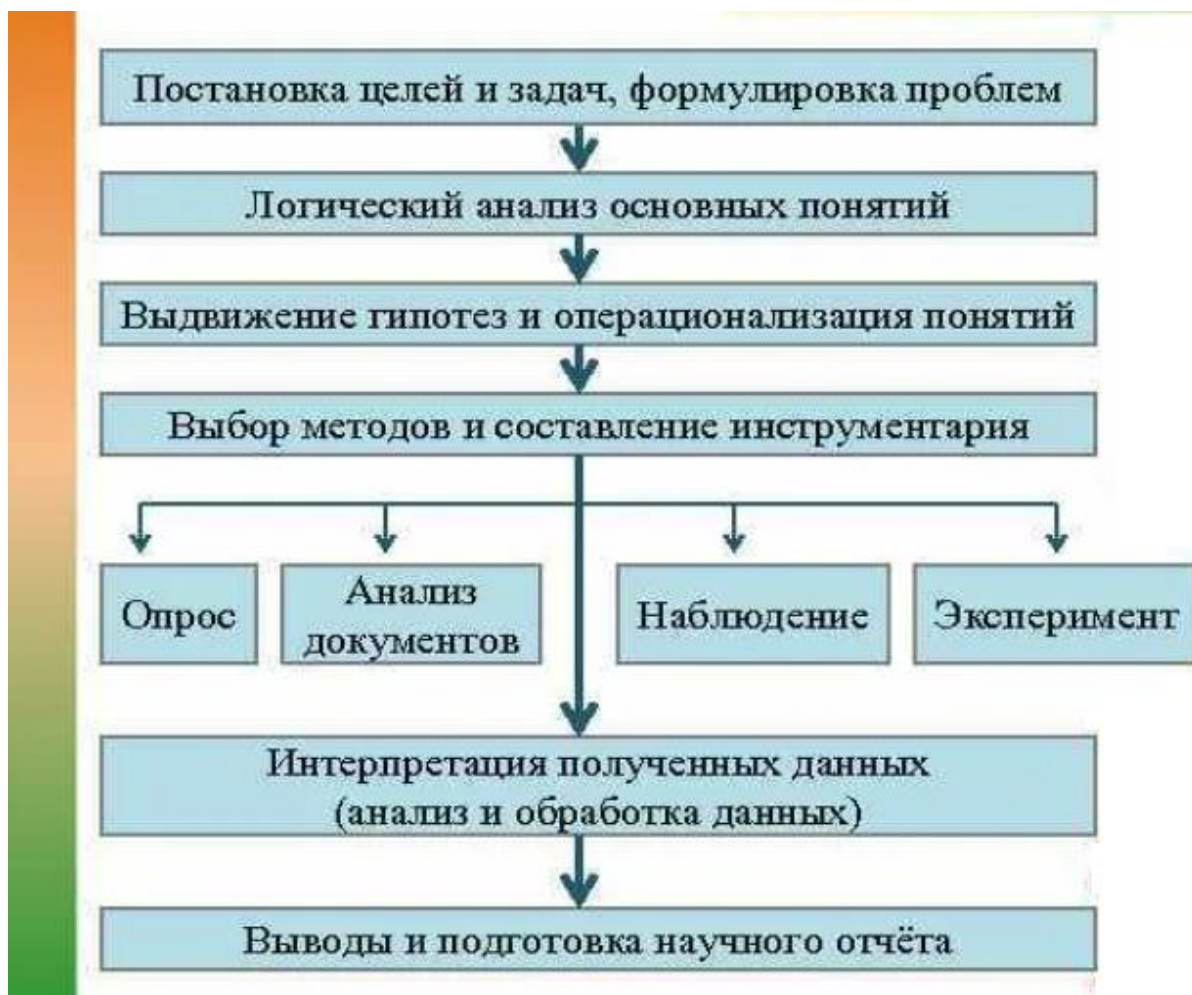 Постановка целей и задач, формулировка проблем
Логический анализ основных понятий
Выдвижение гипотез и операционализация понятий
Выбор методов и составление инструментария
Опрос
Анализ
документов
Наблюдение
Эксперимент
Интерпретация полученных данных
(анализ и обработка данных)
Выводы и подготовка научного отчёта